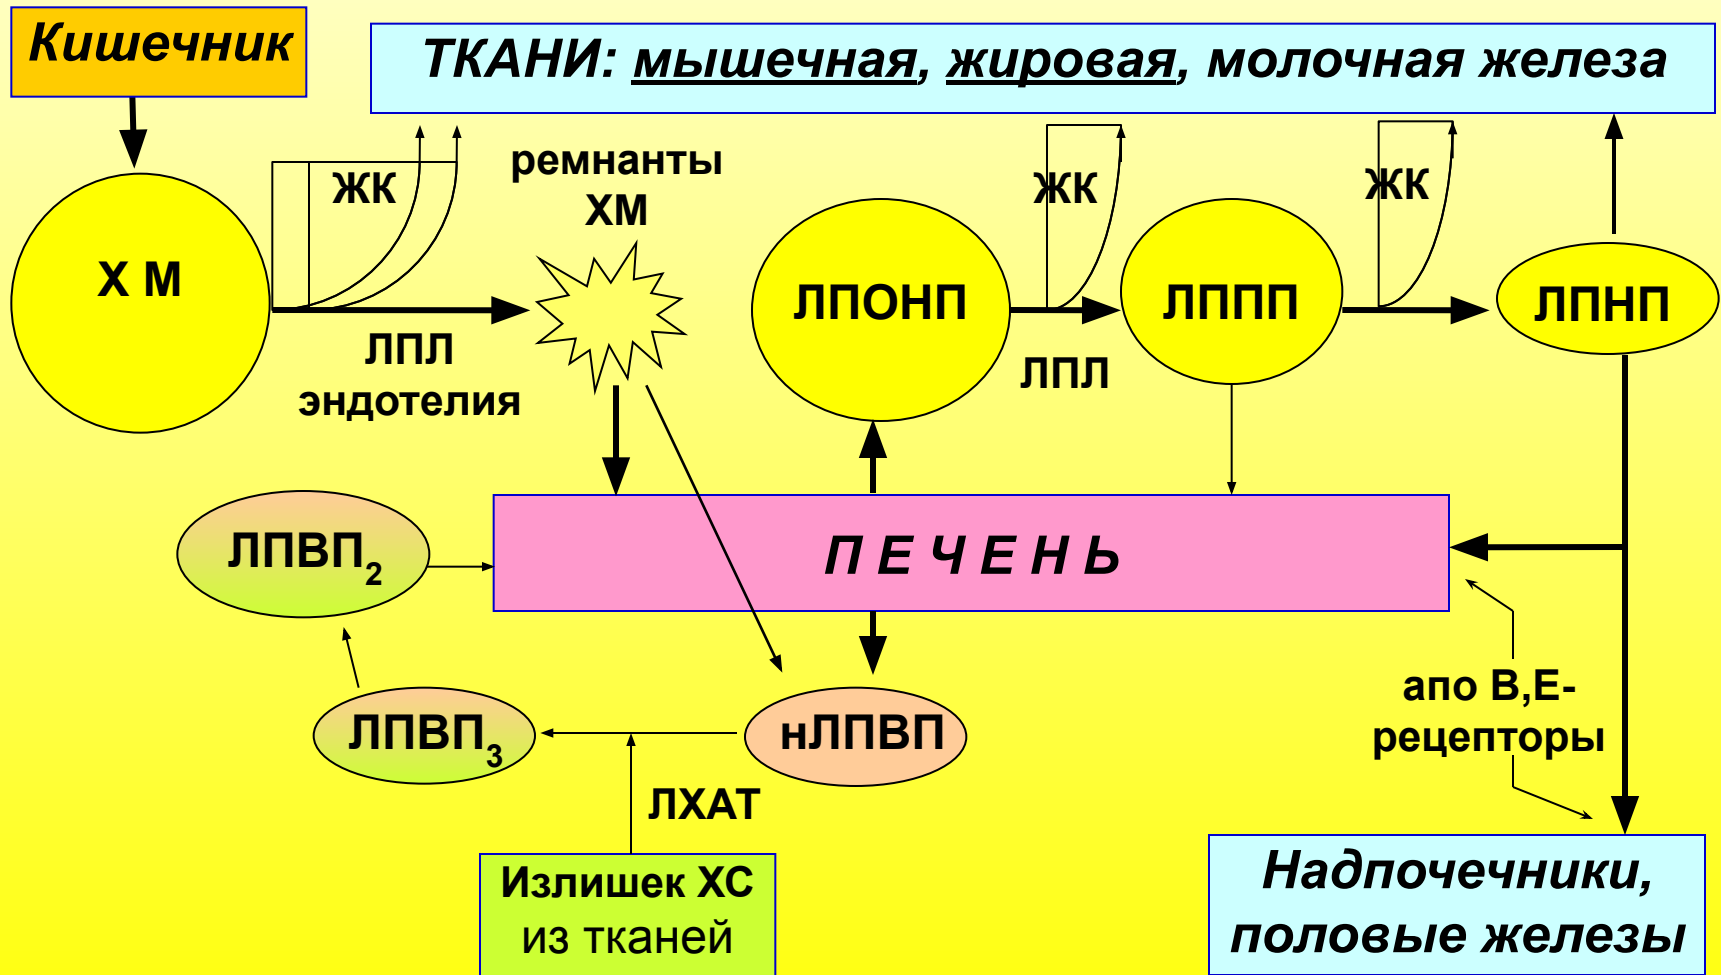 Кишечник
ТКАНИ: мышечная, жировая, молочная железа
ЖК
ремнанты
ХМ
ЖК
ЖК
Х М
ЛПОНП
ЛППП
ЛПНП
ЛПЛ
эндотелия
ЛПЛ
ЛПВП2
П Е Ч Е Н Ь
ЛПВП3
нЛПВП
апо В,Е-
рецепторы
ЛХАТ
Излишек ХС
из тканей
Надпочечники,
половые железы